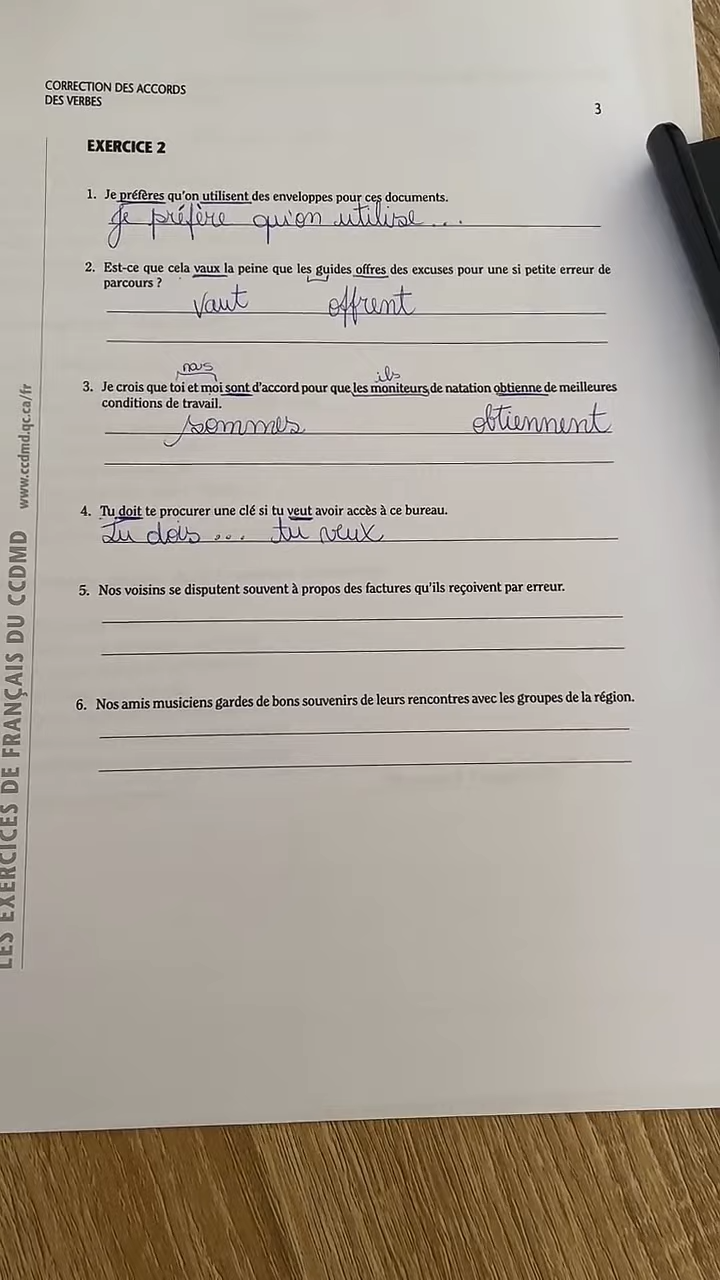 CORRECTION DES ACCORDS
DES VERBES
3
EXERCICE 2
1. Je préfères qu'on utilisent des enveloppes pour ces documents.
Je préfère qu'on utilise...
2. Est-ce que cela vaux la peine que les guides offres des excuses pour une si petite erreur de
parcours ?
vaut offrent
nous ils
3. Je crois que toi et moi sont d'accord pour que les moniteurs de natation obtienne de meilleures
conditions de travail.
sommes obtiennent
4. Tu doit te procurer une clé si tu veut avoir accès à ce bureau.
Tu dois ... tu veux
5. Nos voisins se disputent souvent à propos des factures qu'ils reçoivent par erreur.
6. Nos amis musiciens gardes de bons souvenirs de leurs rencontres avec les groupes de la région.
LES EXERCICES DE FRANÇAIS DU CCDMD www.ccdmd.qc.ca/fr